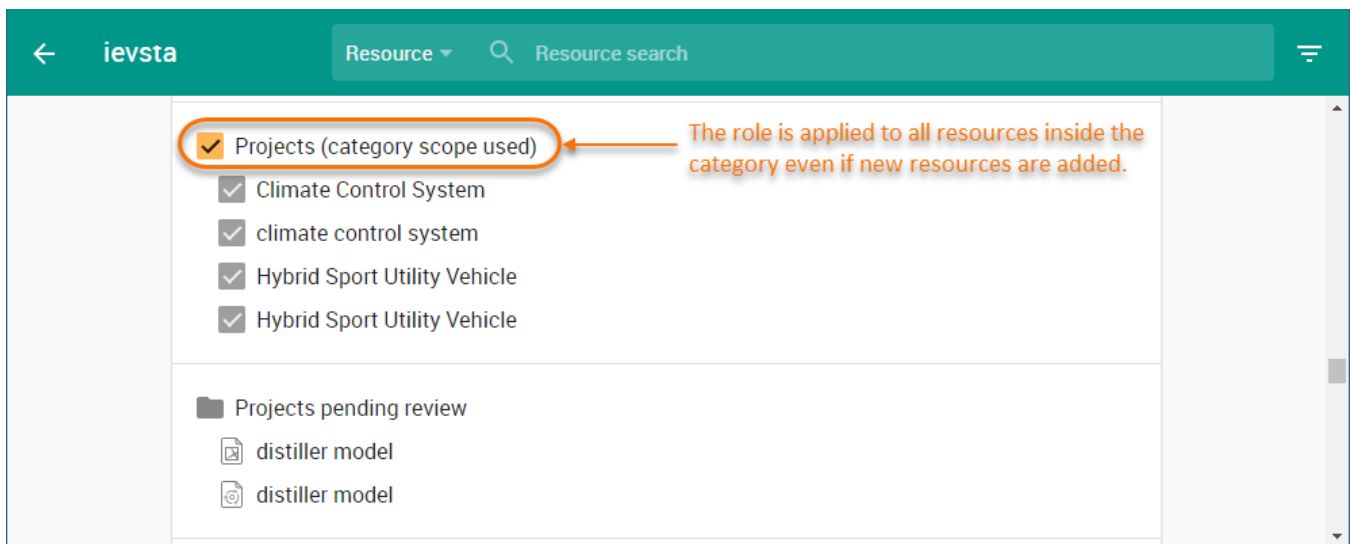 ievsta
Resource
Resource search
Projects (category scope used)
The role is applied to all resources inside the
category even if new resources are added.
Climate Control System
climate control system
Hybrid Sport Utility Vehicle
Hybrid Sport Utility Vehicle
Projects pending review
distiller model
distiller model